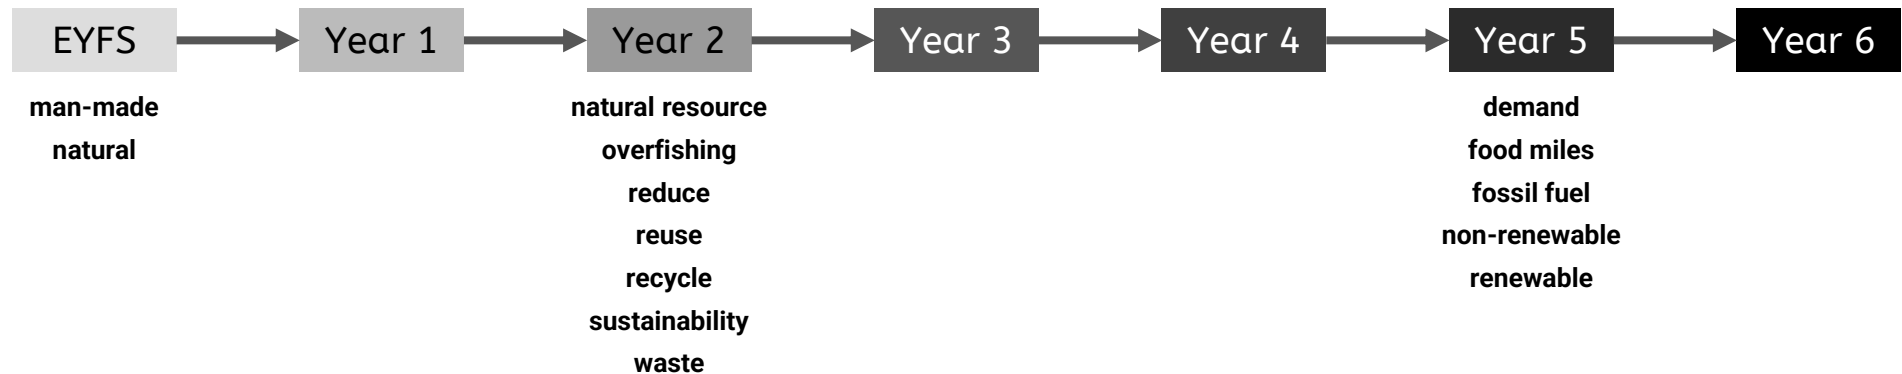 EYFS
Year 1
Year 2
Year 3
Year 4
Year 5
Year 6
man-made
natural
natural resource
overfishing
reduce
reuse
recycle
sustainability
waste
demand
food miles
fossil fuel
non-renewable
renewable